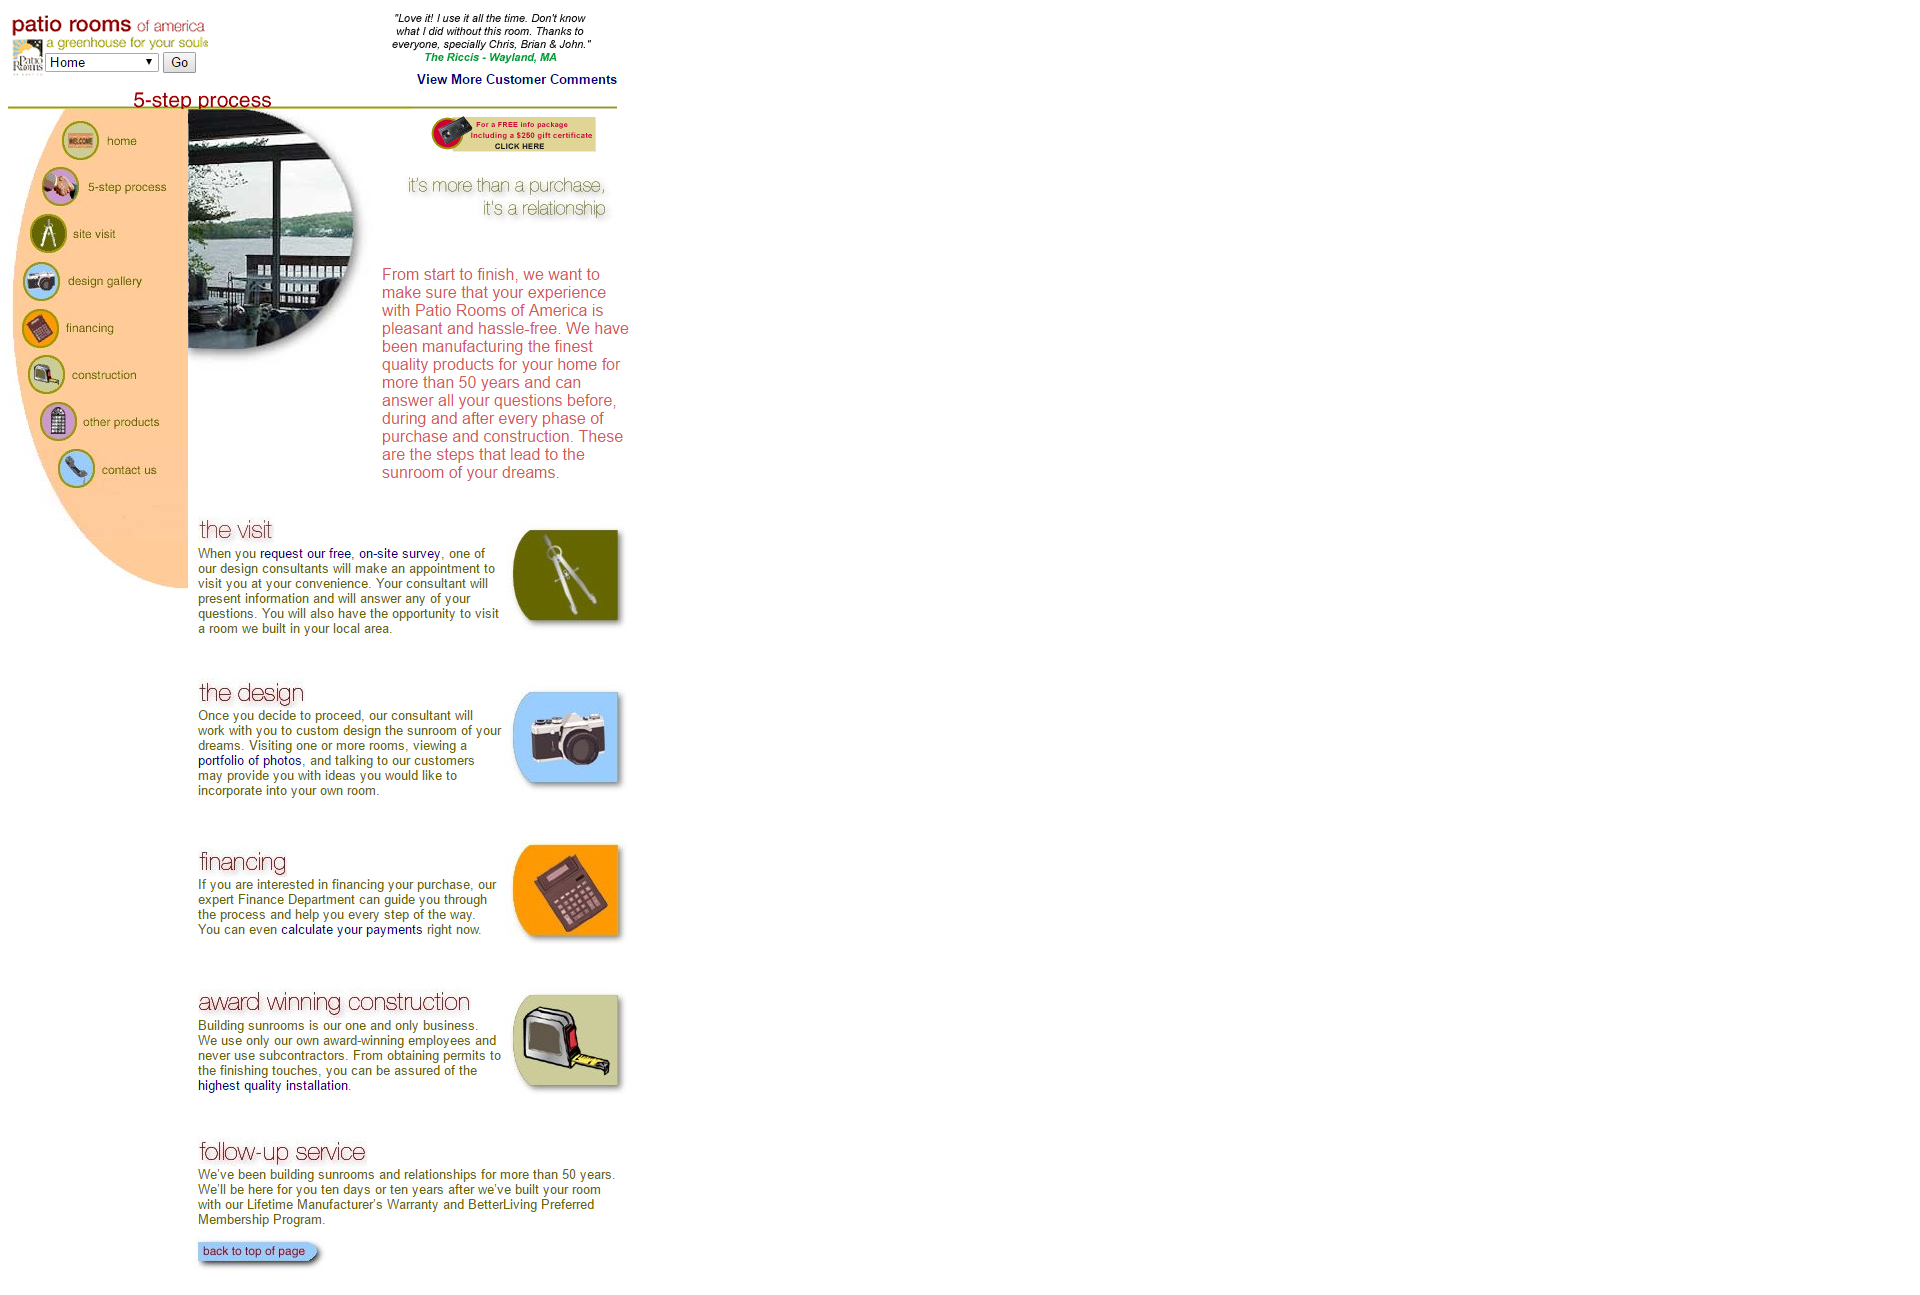 patio rooms of america
a greenhouse for your soul
Patio
Rooms
Home
Go
"Love it! I use it all the time. Don't know
what I did without this room. Thanks to
everyone, specially Chris, Brian & John."
The Riccis - Wayland, MA
View More Customer Comments
5-step process
WELCOME
home
5-step process
site visit
design gallery
financing
construction
other products
contact us
For a FREE info package
Including a $250 gift certificate
CLICK HERE
it's more than a purchase,
it's a relationship
From start to finish, we want to
make sure that your experience
with Patio Rooms of America is
pleasant and hassle-free. We have
been manufacturing the finest
quality products for your home for
more than 50 years and can
answer all your questions before,
during and after every phase of
purchase and construction. These
are the steps that lead to the
sunroom of your dreams.
the visit
When you request our free, on-site survey, one of
our design consultants will make an appointment to
visit you at your convenience. Your consultant will
present information and will answer any of your
questions. You will also have the opportunity to visit
a room we built in your local area.
the design
Once you decide to proceed, our consultant will
work with you to custom design the sunroom of your
dreams. Visiting one or more rooms, viewing a
portfolio of photos, and talking to our customers
may provide you with ideas you would like to
incorporate into your own room.
financing
If you are interested in financing your purchase, our
expert Finance Department can guide you through
the process and help you every step of the way.
You can even calculate your payments right now.
award winning construction
Building sunrooms is our one and only business.
We use only our own award-winning employees and
never use subcontractors. From obtaining permits to
the finishing touches, you can be assured of the
highest quality installation.
follow-up service
We've been building sunrooms and relationships for more than 50 years.
We'll be here for you ten days or ten years after we've built your room
with our Lifetime Manufacturer's Warranty and BetterLiving Preferred
Membership Program.
back to top of page